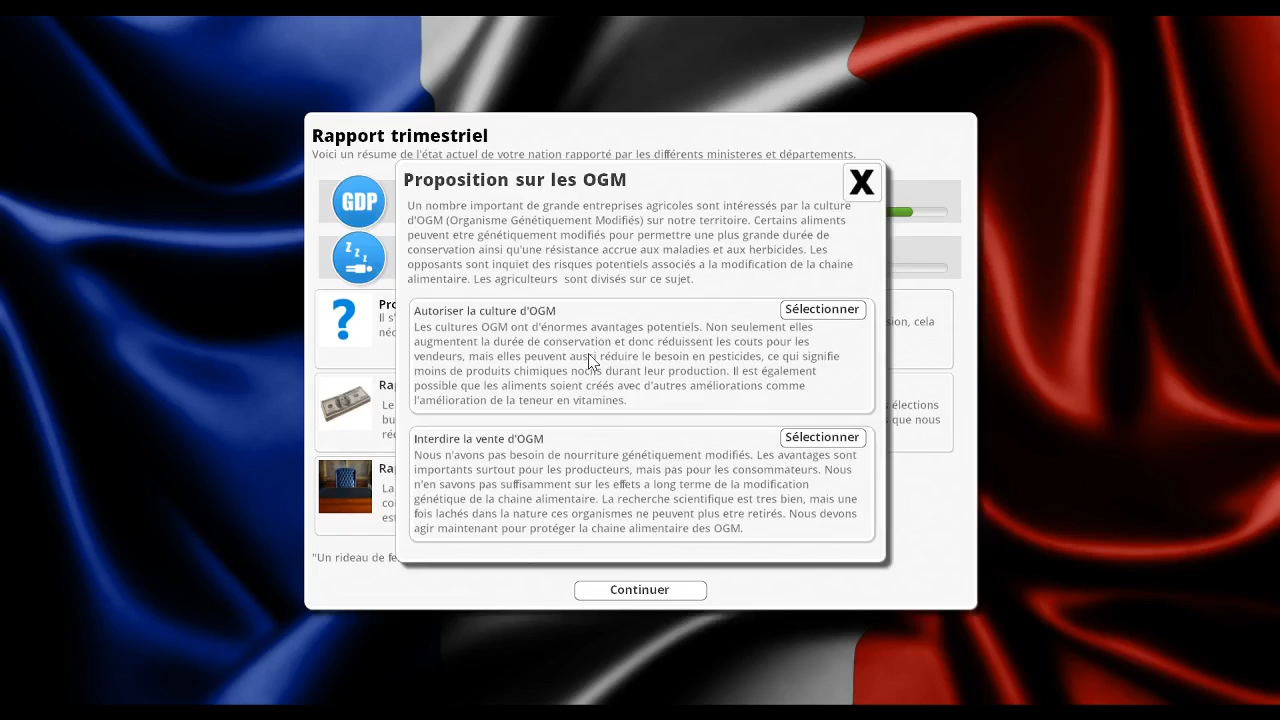 Rapport trimestriel
Voici un résume de l'état actuel de votre nation rapporté par les différents ministeres et départements.
Proposition sur les OGM
X
Un nombre important de grande entreprises agricoles sont intéressés par la culture
d'OGM (Organisme Génétiquement Modifiés) sur notre territoire. Certains aliments
peuvent etre génétiquement modifiés pour permettre une plus grande durée de
conservation ainsi qu'une résistance accrue aux maladies et aux herbicides. Les
opposants sont inquiet des risques potentiels associés a la modification de la chaine
alimentaire. Les agriculteurs sont divisés sur ce sujet.
GDP
z z z
Autoriser la culture d'OGM
Sélectionner
Les cultures OGM ont d'énormes avantages potentiels. Non seulement elles
augmentent la durée de conservation et donc réduissent les couts pour les
vendeurs, mais elles peuvent aussi réduire le besoin en pesticides, ce qui signifie
moins de produits chimiques nocifs durant leur production. Il est également
possible que les aliments soient créés avec d'autres améliorations comme
l'amélioration de la teneur en vitamines.
Interdire la vente d'OGM
Sélectionner
Nous n'avons pas besoin de nourriture génétiquement modifiés. Les avantages sont
importants surtout pour les producteurs, mais pas pour les consommateurs. Nous
n'en savons pas suffisamment sur les effets a long terme de la modification
génétique de la chaine alimentaire. La recherche scientifique est tres bien, mais une
fois lachés dans la nature ces organismes ne peuvent plus etre retirés. Nous devons
agir maintenant pour protéger la chaine alimentaire des OGM.
?
Pro
Il s'
néc
sion, cela
Ra
Le
bu
réc
élections
que nous
Ra
La
co
est
"Un rideau de fe
Continuer